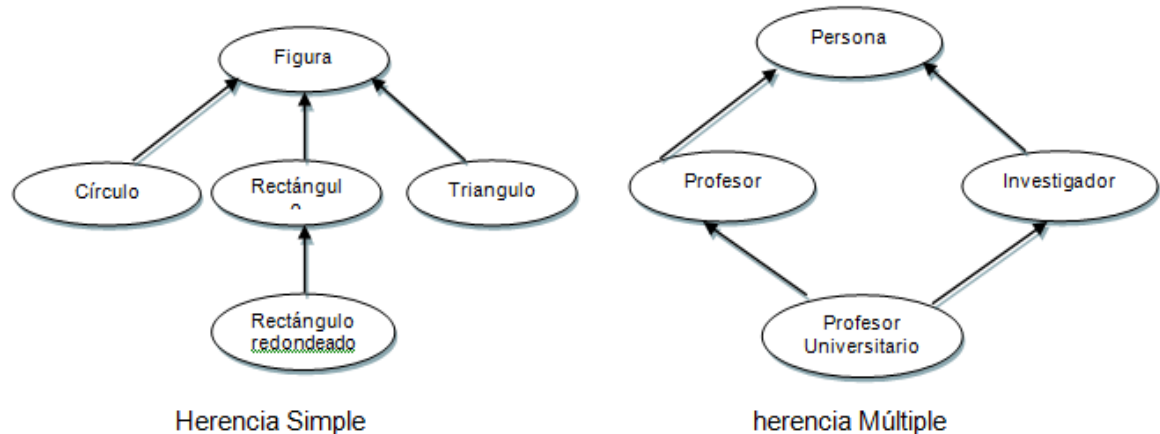 Figura
Círculo
Rectángul
o
Triangulo
Rectángulo
redondeado
Herencia Simple
Persona
Profesor
Investigador
Profesor
Universitario
herencia Múltiple